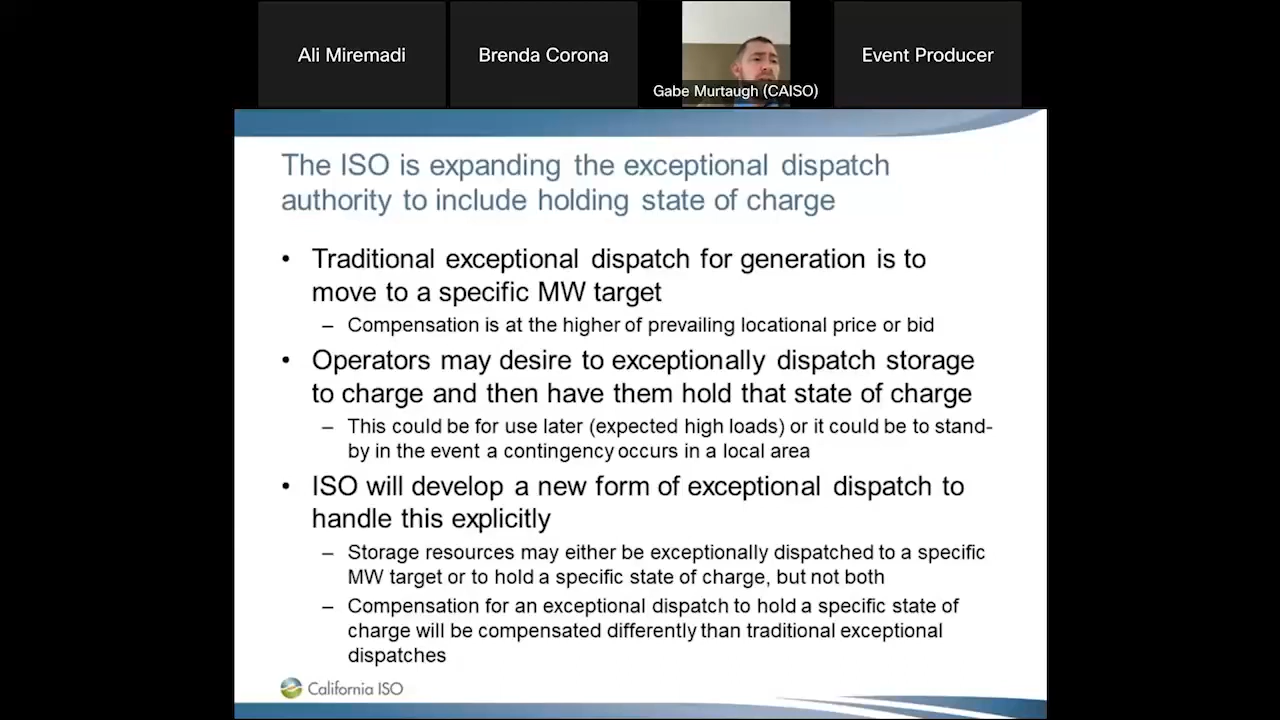 Ali Miremadi
Brenda Corona
Gabe Murtaugh (CAISO)
Event Producer
The ISO is expanding the exceptional dispatch
authority to include holding state of charge
• Traditional exceptional dispatch for generation is to
move to a specific MW target
– Compensation is at the higher of prevailing locational price or bid
• Operators may desire to exceptionally dispatch storage
to charge and then have them hold that state of charge
– This could be for use later (expected high loads) or it could be to stand-
by in the event a contingency occurs in a local area
• ISO will develop a new form of exceptional dispatch to
handle this explicitly
– Storage resources may either be exceptionally dispatched to a specific
MW target or to hold a specific state of charge, but not both
– Compensation for an exceptional dispatch to hold a specific state of
charge will be compensated differently than traditional exceptional
dispatches
California ISO